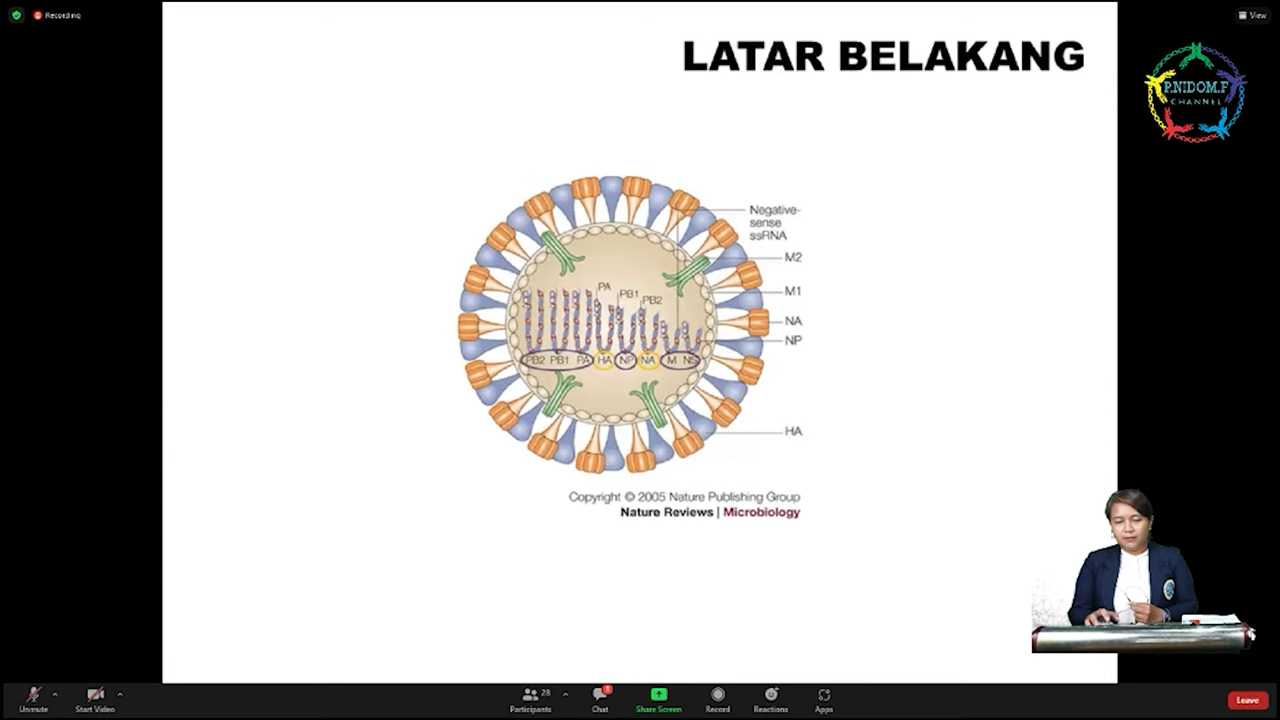 Recording
View
LATAR BELAKANG
P.NIDOM.F
CHANNEL
Negative-
sense
ssRNA
M2
M1
NA
NP
HA
PA
PB1
PB2
PB2 PB1 PA HA NP NA M NS
Copyright © 2005 Nature Publishing Group
Nature Reviews | Microbiology
Unmute
Start Video
28
Participants
Chat
Share Screen
Record
Reactions
Apps
Leave